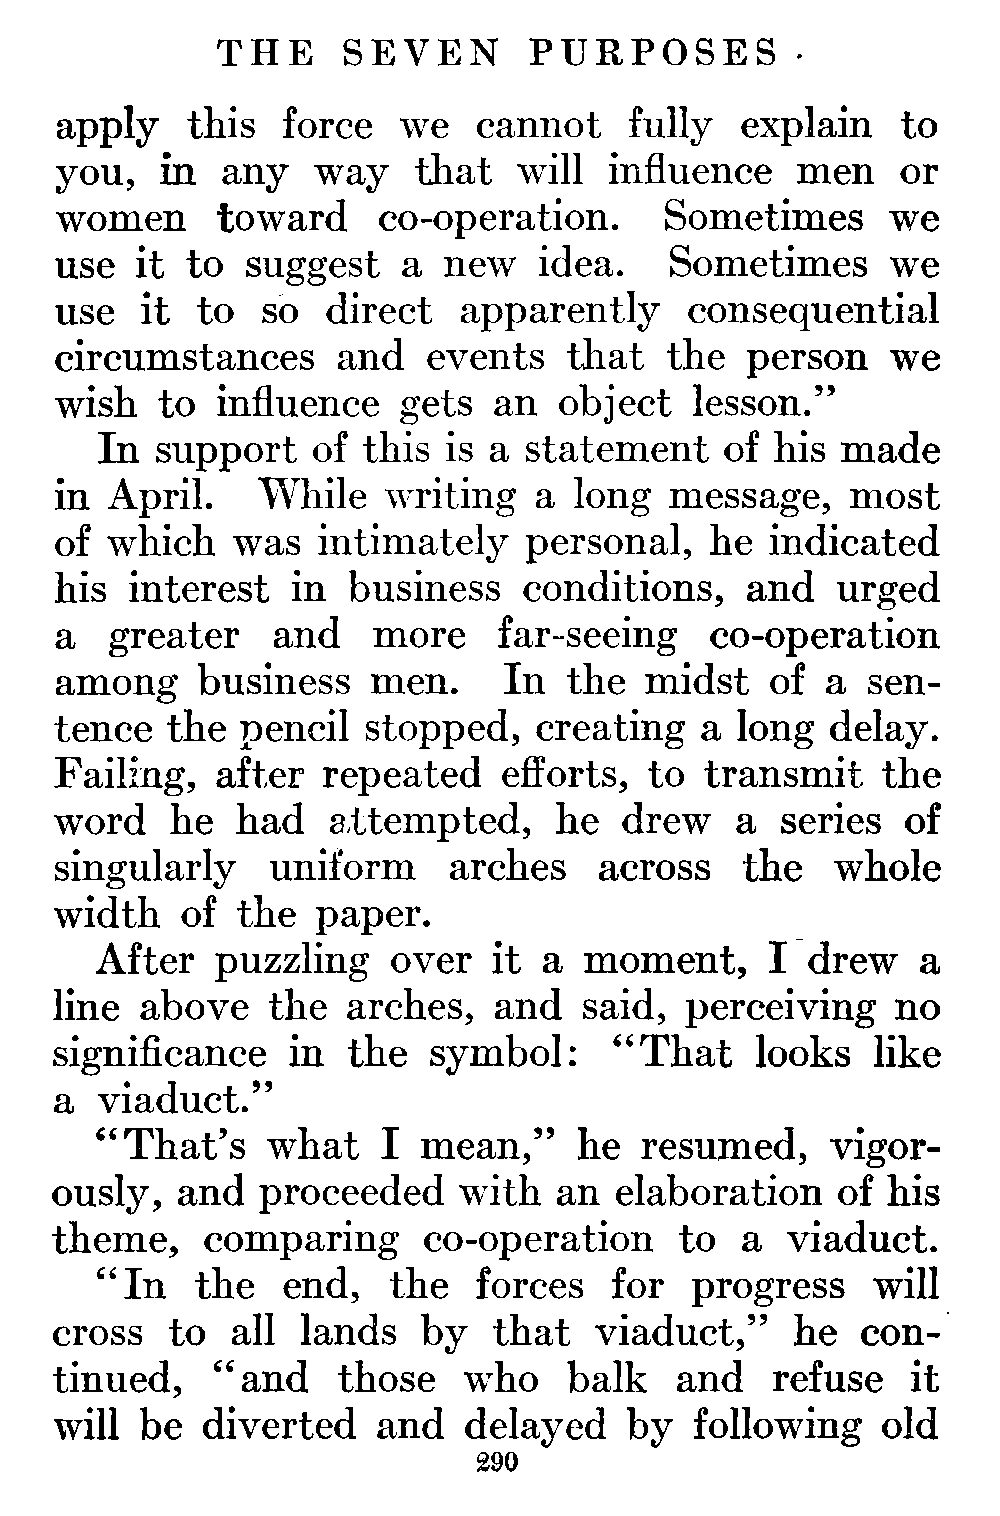 THE SEVEN PURPOSES
apply this force we cannot fully explain to
you, in any way that will influence men or
women toward co-operation. Sometimes we
use it to suggest a new idea. Sometimes we
use it to so direct apparently consequential
circumstances and events that the person we
wish to influence gets an object lesson.”
In support of this is a statement of his made
in April. While writing a long message, most
of which was intimately personal, he indicated
his interest in business conditions, and urged
a greater and more far-seeing co-operation
among business men. In the midst of a sen-
tence the pencil stopped, creating a long delay.
Failing, after repeated efforts, to transmit the
word he had attempted, he drew a series of
singularly uniform arches across the whole
width of the paper.
After puzzling over it a moment, I drew a
line above the arches, and said, perceiving no
significance in the symbol: “That looks like
a viaduct.”
“That’s what I mean,” he resumed, vigor-
ously, and proceeded with an elaboration of his
theme, comparing co-operation to a viaduct.
“In the end, the forces for progress will
cross to all lands by that viaduct,” he con-
tinued, “and those who balk and refuse it
will be diverted and delayed by following old
290